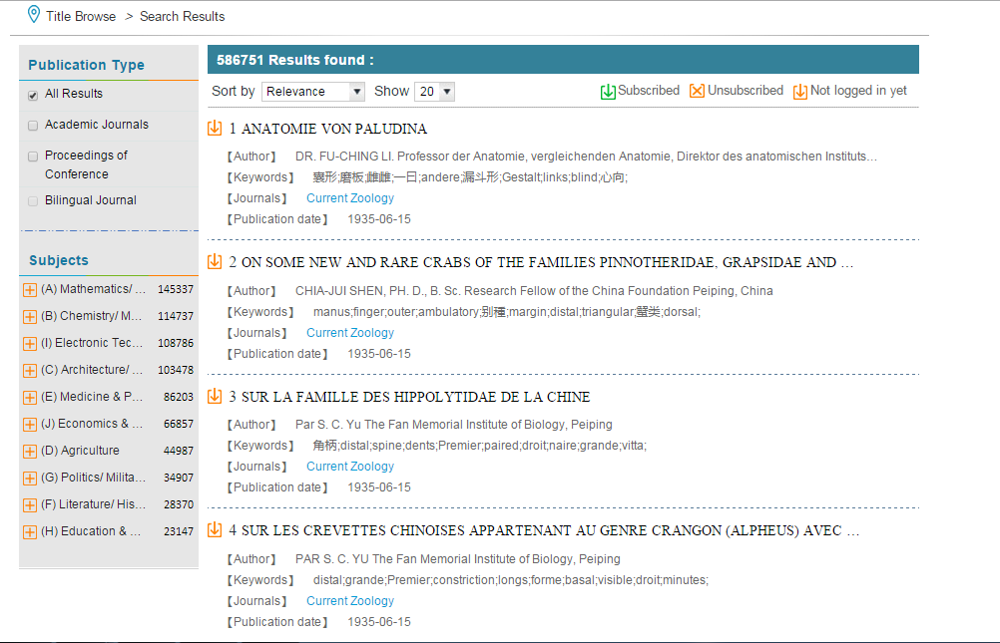 Title Browse > Search Results
Publication Type
All Results
Academic Journals
Proceedings of
Conference
Bilingual Journal
Subjects
(A) Mathematics/ ... 145337
(B) Chemistry/ M... 114737
(I) Electronic Tec... 108786
(C) Architecture/ ... 103478
(E) Medicine & P... 86203
(J) Economics & ... 66857
(D) Agriculture 44987
(G) Politics/ Milita... 34907
(F) Literature/ His... 28370
(H) Education & ... 23147
586751 Results found :
Sort by Relevance Show 20 Subscribed Unsubscribed Not logged in yet
1 ANATOMIE VON PALUDINA
【Author】 DR. FU-CHING LI. Professor der Anatomie, vergleichenden Anatomie, Direktor des anatomischen Instituts...
【Keywords】 形;磨板;雌雌;一日;andere;漏斗形;Gestalt;links;blind;心向;
【Journals】 Current Zoology
【Publication date】 1935-06-15
2 ON SOME NEW AND RARE CRABS OF THE FAMILIES PINNOTHERIDAE, GRAPSIDAE AND ...
【Author】 CHIA-JUI SHEN, PH. D., B. Sc. Research Fellow of the China Foundation Peiping, China
【Keywords】 manus;finger;outer;ambulatory;别種;margin;distal;triangular;蟹类;dorsal;
【Journals】 Current Zoology
【Publication date】 1935-06-15
3 SUR LA FAMILLE DES HIPPOLYTIDAE DE LA CHINE
【Author】 Par S. C. Yu The Fan Memorial Institute of Biology, Peiping
【Keywords】 角柄;distal;spine;dents;Premier;paired;droit;naire;grande;vitta;
【Journals】 Current Zoology
【Publication date】 1935-06-15
4 SUR LES CREVETTES CHINOISES APPARTENANT AU GENRE CRANGON (ALPHEUS) AVEC ...
【Author】 PAR S. C. YU The Fan Memorial Institute of Biology, Peiping
【Keywords】 distal;grande;Premier;constriction;longs;forme;basal;visible;droit;minutes;
【Journals】 Current Zoology
【Publication date】 1935-06-15